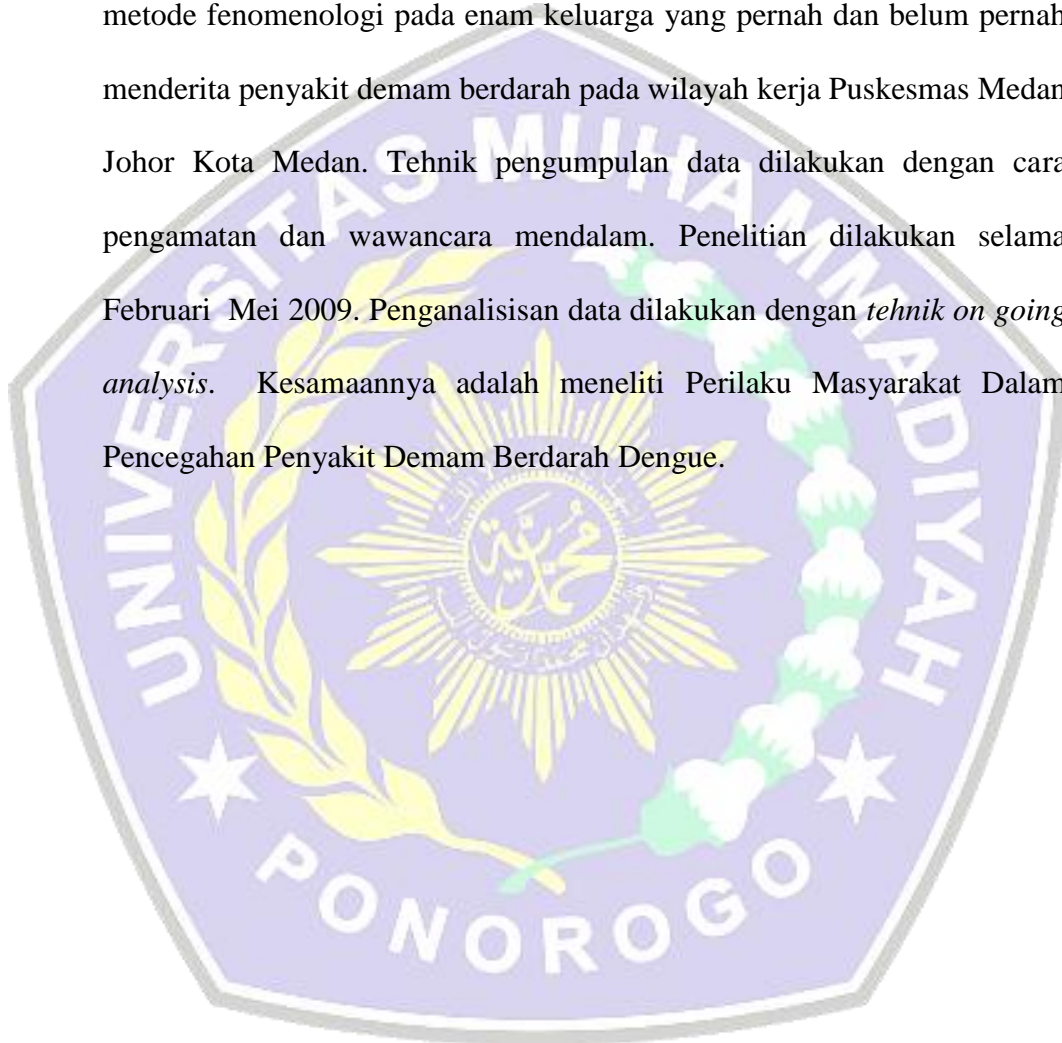 metode fenomenologi pada enam keluarga yang pernah dan belum pernah
menderita penyakit demam berdarah pada wilayah kerja Puskesmas Medan
Johor Kota Medan. Tehnik pengumpulan data dilakukan dengan cara
pengamatan dan wawancara mendalam. Penelitian dilakukan selama
Februari  Mei 2009. Penganalisisan data dilakukan dengan tehnik on going
analysis.  Kesamaannya adalah meneliti Perilaku Masyarakat Dalam
Pencegahan Penyakit Demam Berdarah Dengue.
UNIVERSITAS MUHAMMADIYAH
PONOROGO